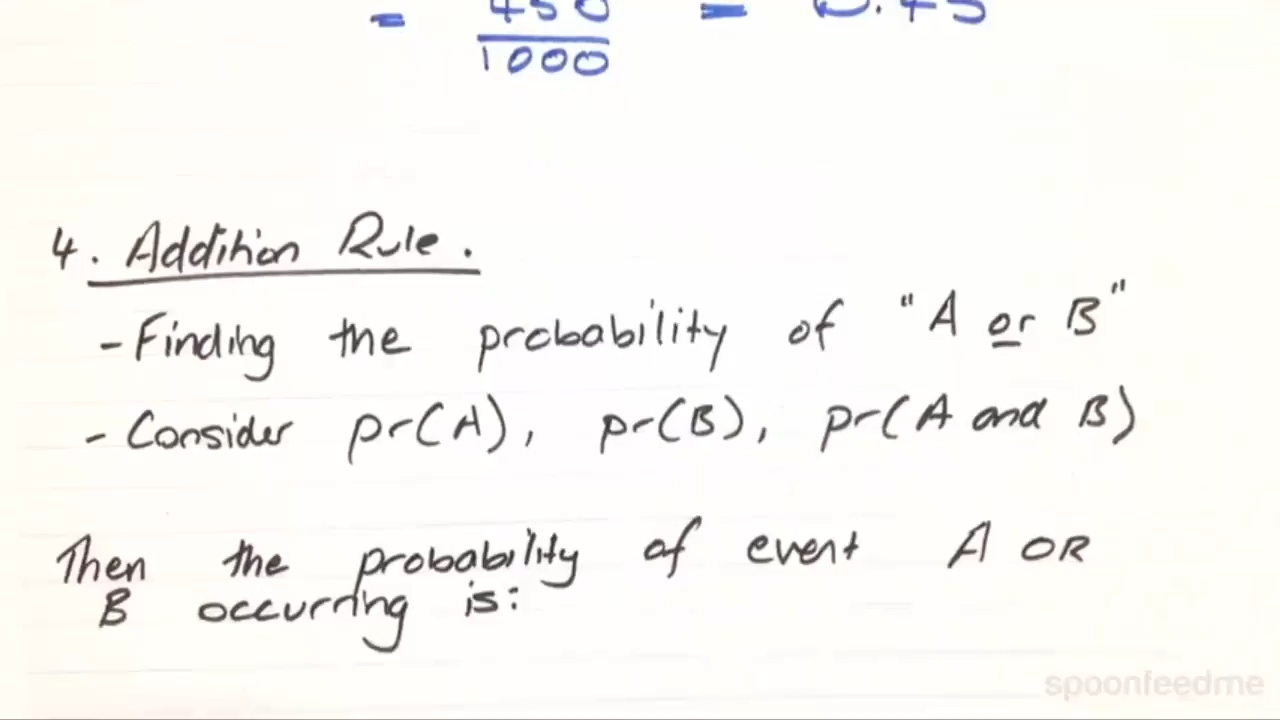 = 450 = 0.45
1000
4. Addition Rule.
- Finding the probability of "A or B"
- Consider pr(A), pr(B), pr(A and B)
Then the probability of event A OR
B occurring is:
spoonfeedme